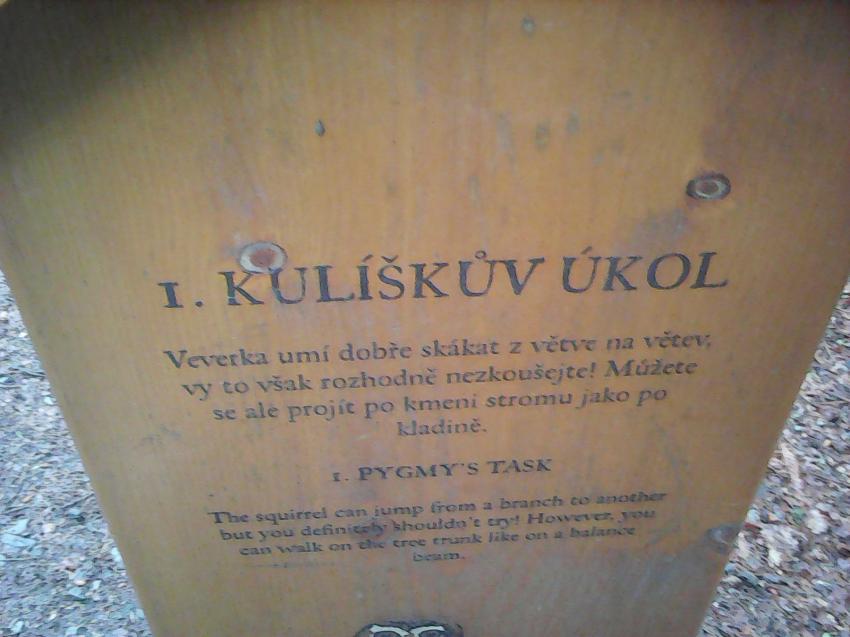 1. KULÍŠKŮV ÚKOL
Veverka umí dobře skákat z větve na větev,
vy to však rozhodně nezkoušejte! Můžete
se ale projít po kmeni stromu jako po
kladině.
1. PYGMY'S TASK
The squirrel can jump from a branch to another
but you definitely shouldn't try! However, you
can walk on the tree trunk like on a balance
beam.